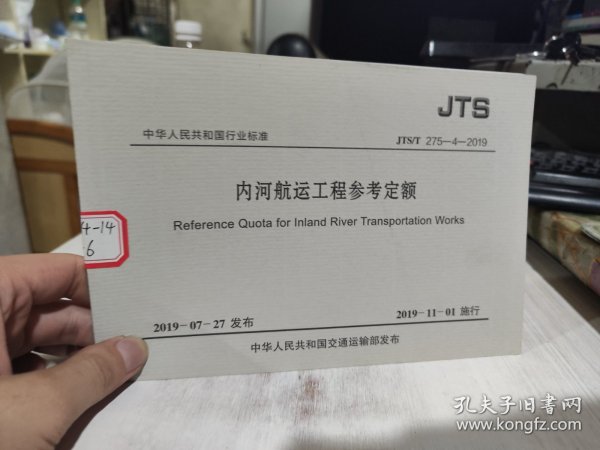 JTS
中华人民共和国行业标准
JTS/T 275—4—2019
内河航运工程参考定额
Reference Quota for Inland River Transportation Works
4-14
6
2019-07-27 发布
2019-11-01 施行
中华人民共和国交通运输部发布
孔夫子旧书网
www.kongfz.com